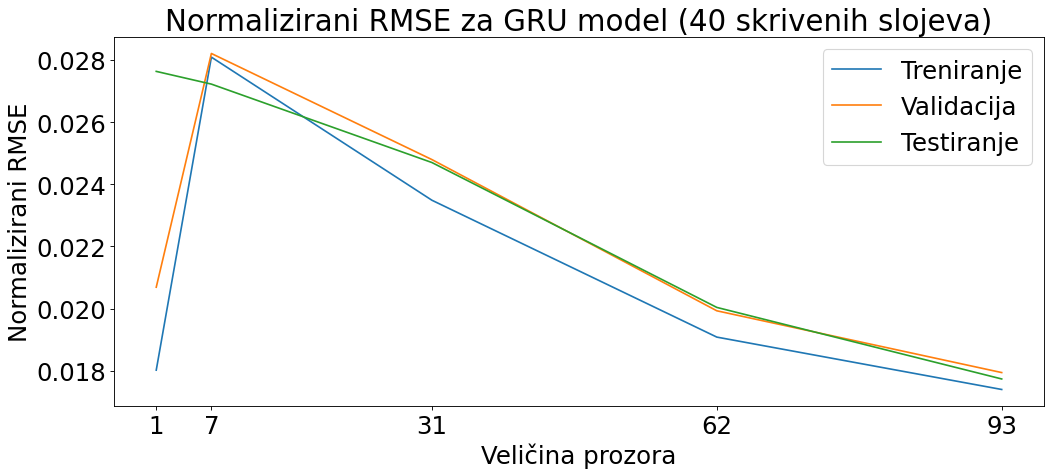 Normalizirani RMSE za GRU model (40 skrivenih slojeva)
Normalizirani RMSE
0.028
0.026
0.024
0.022
0.020
0.018
Treniranje
Validacija
Testiranje
1 7 31 62 93
Veličina prozora